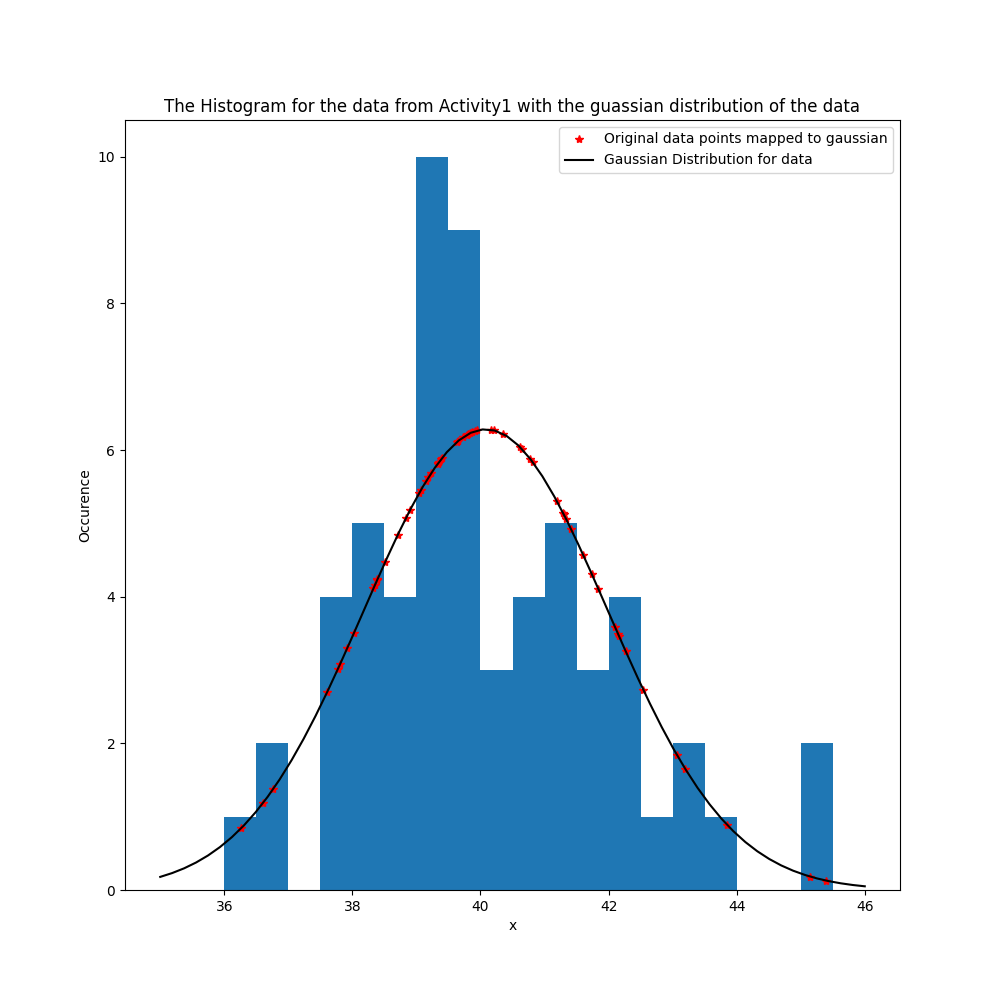 The Histogram for the data from Activity1 with the guassian distribution of the data
Original data points mapped to gaussian
Gaussian Distribution for data
10
8
6
4
2
0
Occurence
36 38 40 42 44 46
x